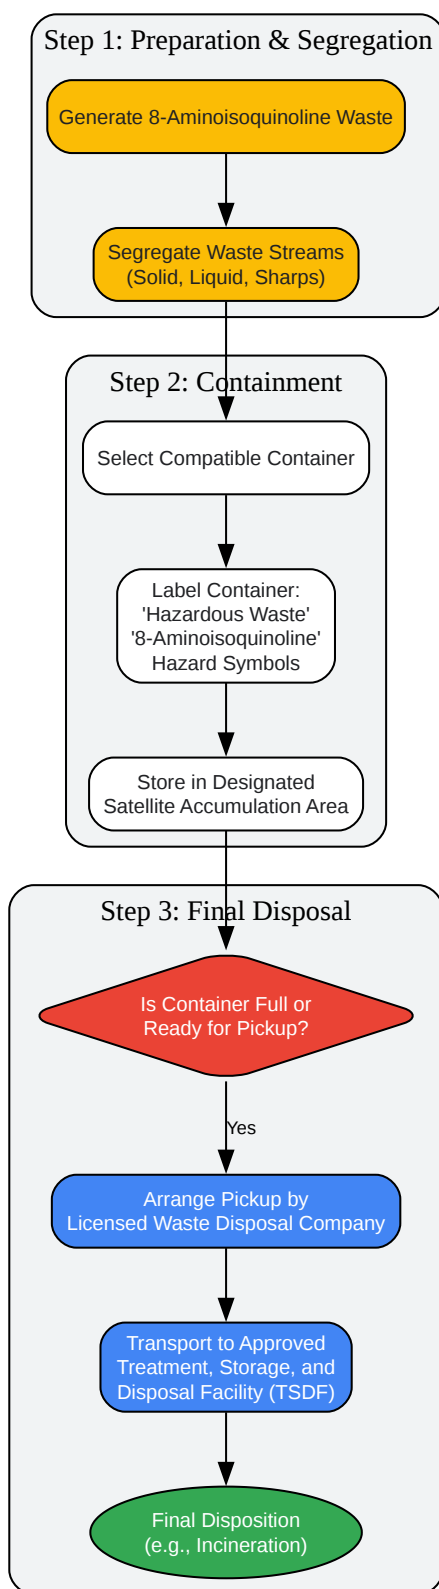 Step 1: Preparation & Segregation
Generate 8-Aminoisoquinoline Waste
Segregate Waste Streams
(Solid, Liquid, Sharps)
Step 2: Containment
Select Compatible Container
Label Container:
'Hazardous Waste'
'8-Aminoisoquinoline'
Hazard Symbols
Store in Designated
Satellite Accumulation Area
Step 3: Final Disposal
Is Container Full or
Ready for Pickup?
Yes
Arrange Pickup by
Licensed Waste Disposal Company
Transport to Approved
Treatment, Storage, and
Disposal Facility (TSDF)
Final Disposition
(e.g., Incineration)